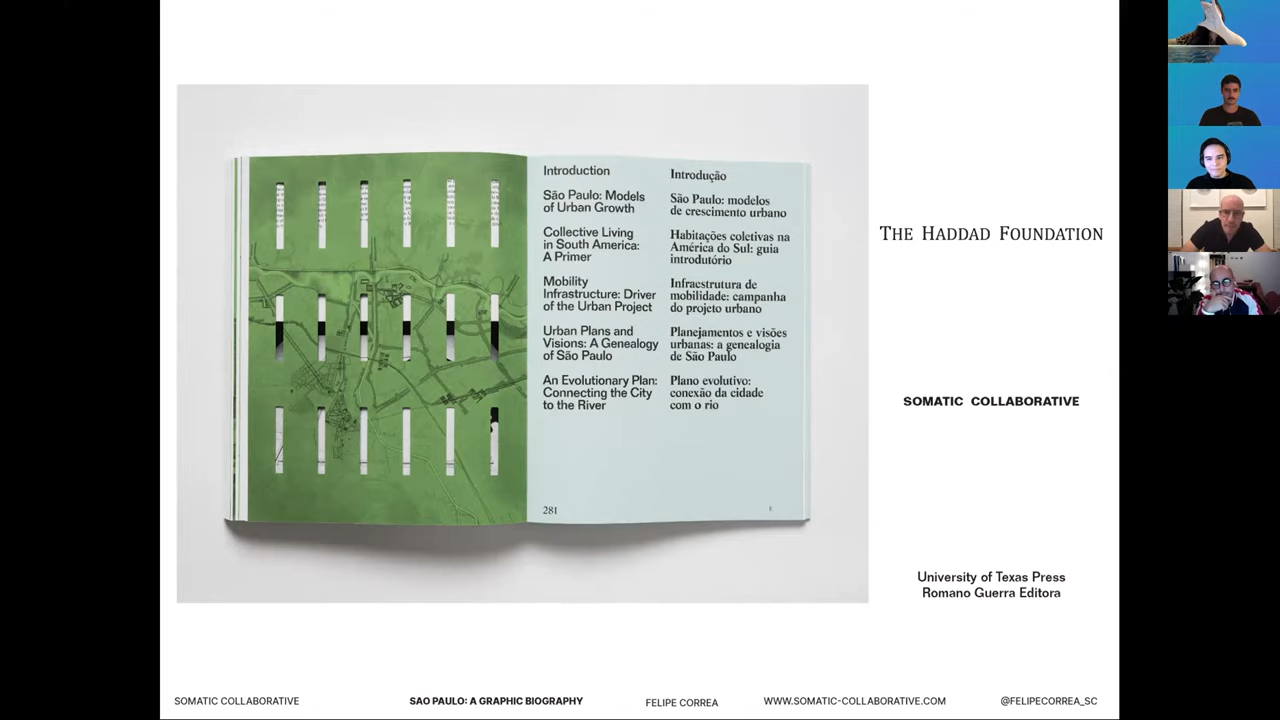 Introduction
São Paulo: Models
of Urban Growth
Collective Living
in South America:
A Primer
Mobility
Infrastructure: Driver
of the Urban Project
Urban Plans and
Visions: A Genealogy
of São Paulo
An Evolutionary Plan:
Connecting the City
to the River
281
Introdução
São Paulo: modelos
de crescimento urbano
Habitações coletivas na
América do Sul: guia
introdutório
Infraestrutura de
mobilidade: campanha
do projeto urbano
Planejamentos e visões
urbanas: a genealogia
de São Paulo
Plano evolutivo:
conexão da cidade
com o rio
THE HADDAD FOUNDATION
SOMATIC COLLABORATIVE
University of Texas Press
Romano Guerra Editora
SOMATIC COLLABORATIVE
SAO PAULO: A GRAPHIC BIOGRAPHY
FELIPE CORREA
WWW.SOMATIC-COLLABORATIVE.COM
@FELIPECORREA_SC